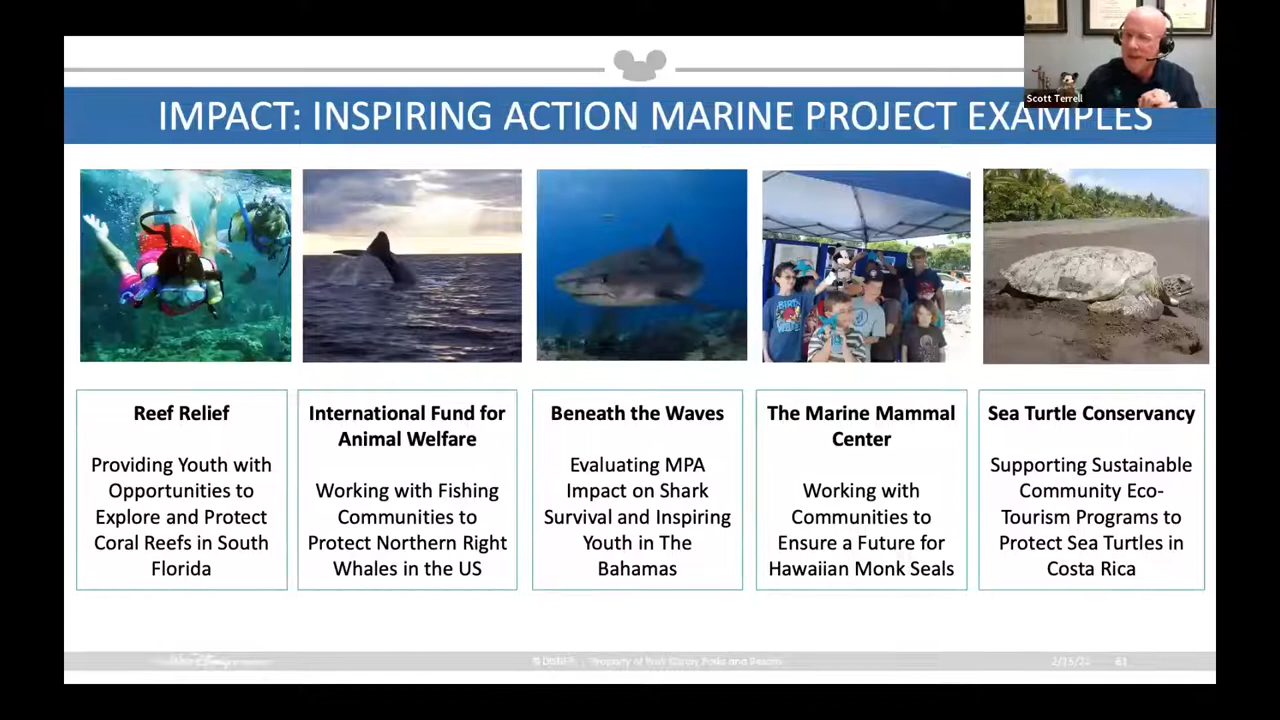 Scott Terrell
IMPACT: INSPIRING ACTION MARINE PROJECT EXAMPLES
Reef Relief
Providing Youth with
Opportunities to
Explore and Protect
Coral Reefs in South
Florida
International Fund for
Animal Welfare
Working with Fishing
Communities to
Protect Northern Right
Whales in the US
Beneath the Waves
Evaluating MPA
Impact on Shark
Survival and Inspiring
Youth in The
Bahamas
The Marine Mammal
Center
Working with
Communities to
Ensure a Future for
Hawaiian Monk Seals
Sea Turtle Conservancy
Supporting Sustainable
Community Eco-
Tourism Programs to
Protect Sea Turtles in
Costa Rica